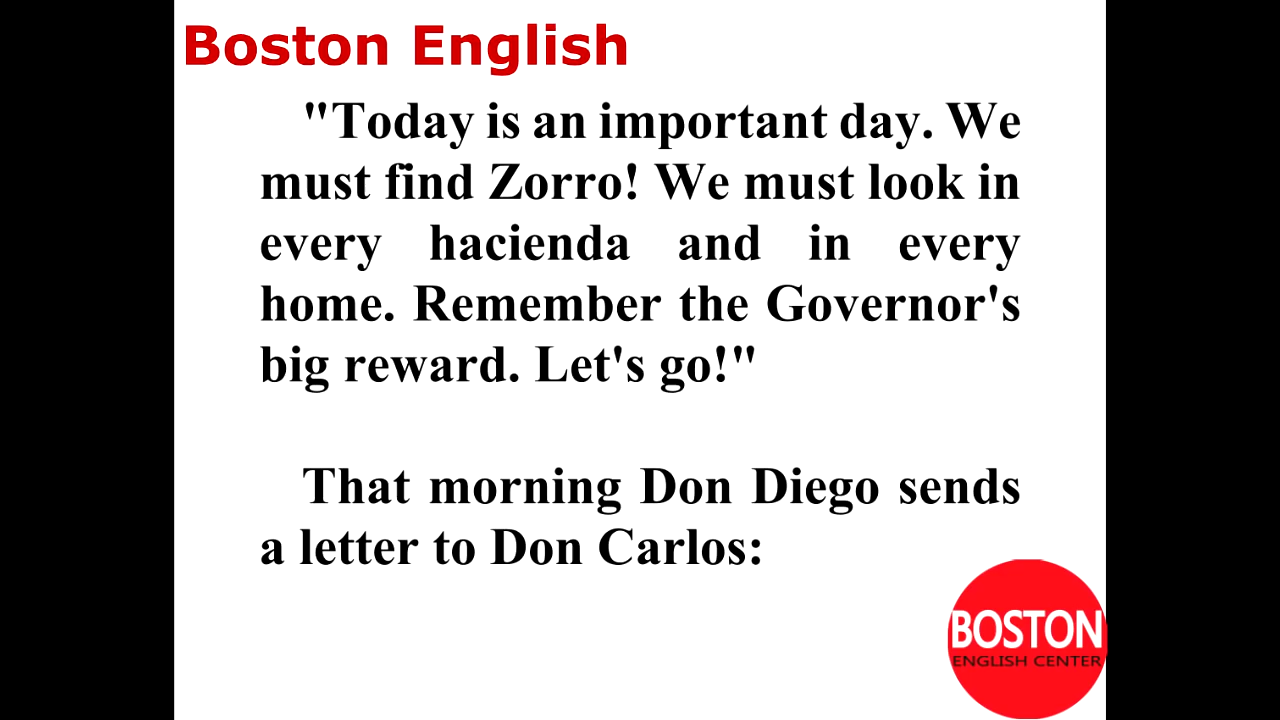 Boston English
"Today is an important day. We
must find Zorro! We must look in
every hacienda and in every
home. Remember the Governor's
big reward. Let's go!"
That morning Don Diego sends
a letter to Don Carlos:
BOSTON
ENGLISH CENTER